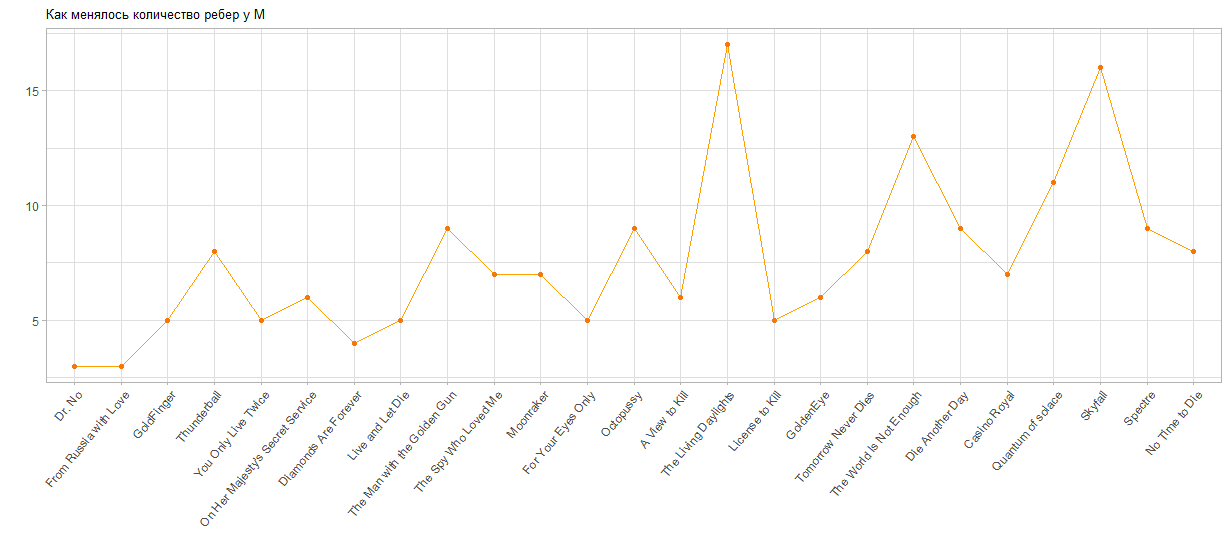 Как менялось количество ребер у M
15
10
5
Dr. No
From Russia with Love
GoldFinger
Thunderball
You Only Live Twice
On Her Majesty's Secret Service
Diamonds Are Forever
Live and Let Die
The Man with the Golden Gun
The Spy Who Loved Me
Moonraker
For Your Eyes Only
Octopussy
A View to Kill
The Living Daylights
License to Kill
GoldenEye
Tomorrow Never Dies
The World Is Not Enough
Die Another Day
Casino Royal
Quantum of solace
Skyfall
Spectre
No Time to Die